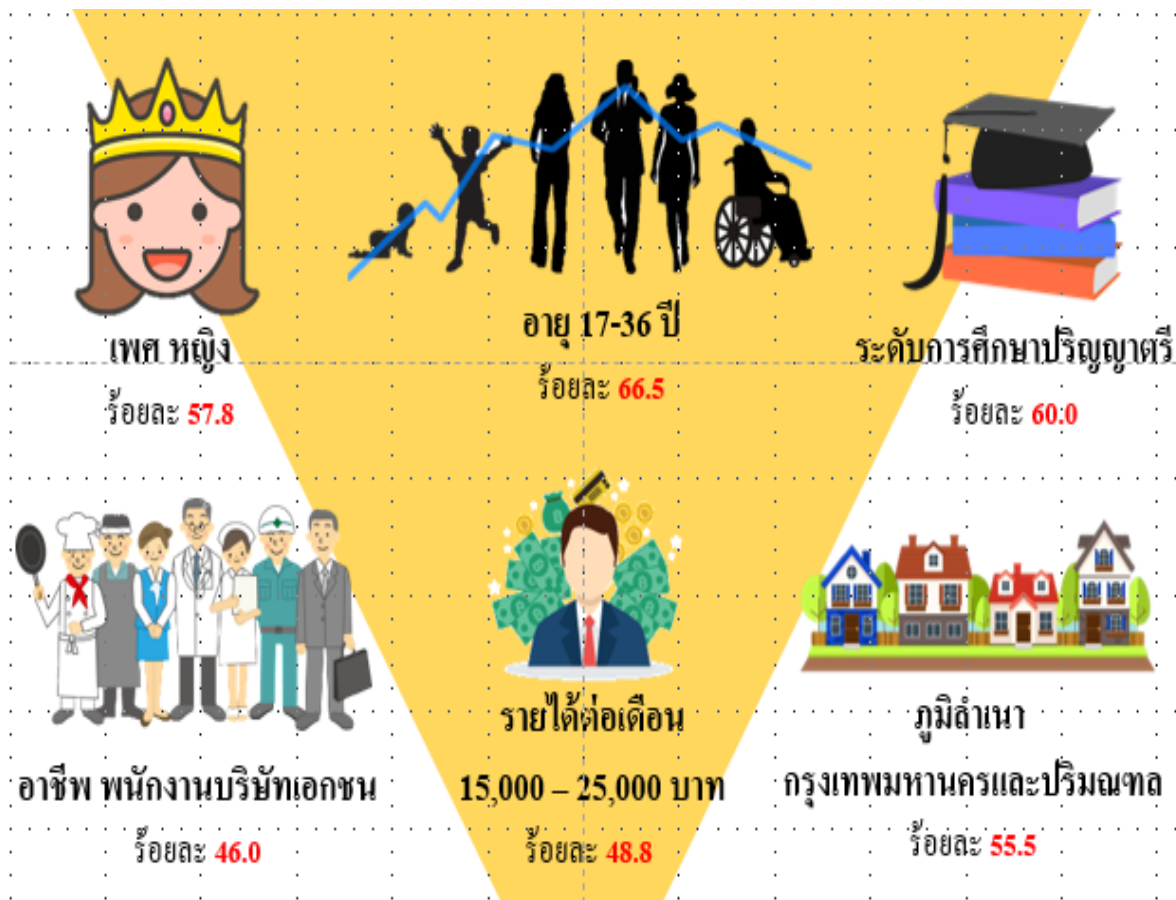 เพศ หญิง
ร้อยละ 57.8
อายุ 17-36 ปี
ร้อยละ 66.5
ระดับการศึกษาปริญญาตรี
ร้อยละ 60.0
อาชีพ พนักงานบริษัทเอกชน
ร้อยละ 46.0
รายได้ต่อเดือน
15,000 – 25,000 บาท
ร้อยละ 48.8
ภูมิลำเนา
กรุงเทพมหานครและปริมณฑล
ร้อยละ 55.5